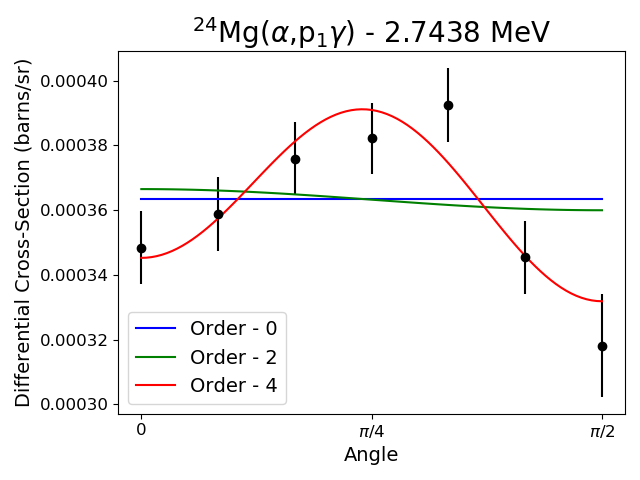 ²⁴Mg(α,p₁γ) - 2.7438 MeV
Differential Cross-Section (barns/sr)
0.00040
0.00038
0.00036
0.00034
0.00032
0.00030
Order - 0
Order - 2
Order - 4
0
π/4
π/2
Angle